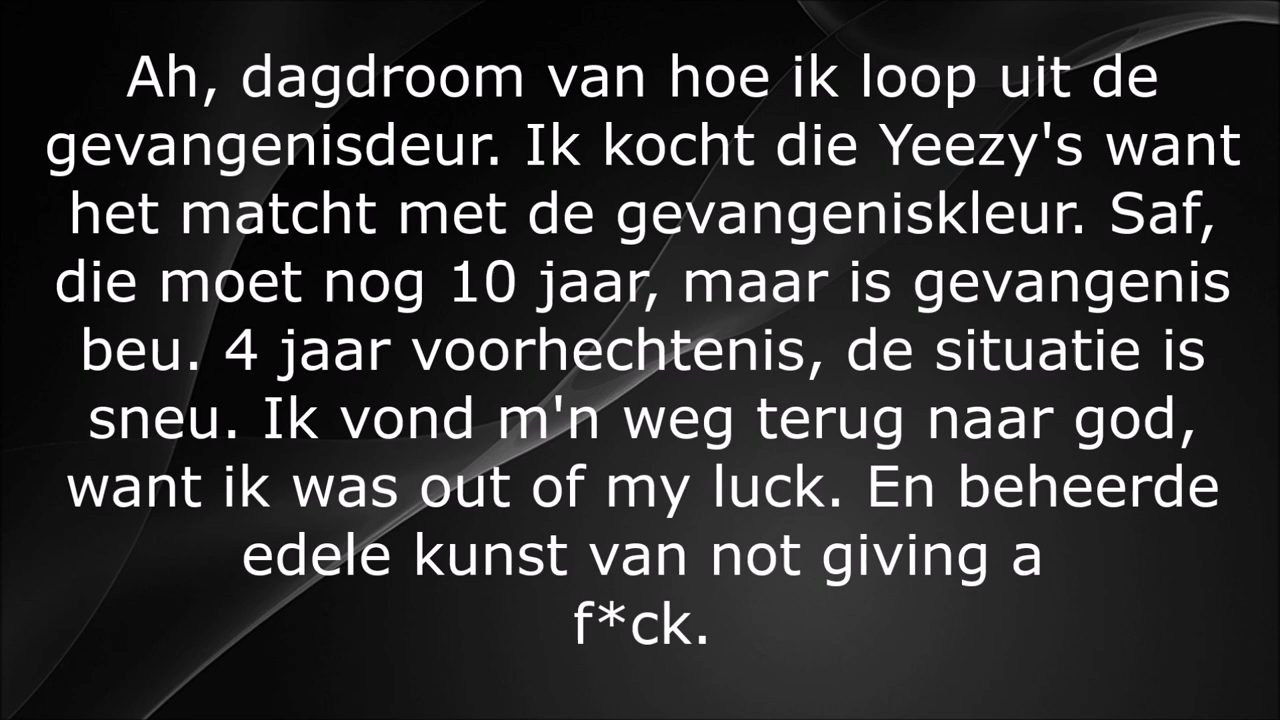 Ah, dagdroom van hoe ik loop uit de
gevangenisdeur. Ik kocht die Yeezy's want
het matcht met de gevangeniskleur. Saf,
die moet nog 10 jaar, maar is gevangenis
beu. 4 jaar voorhechtenis, de situatie is
sneu. Ik vond m'n weg terug naar god,
want ik was out of my luck. En beheerde
edele kunst van not giving a
f*ck.